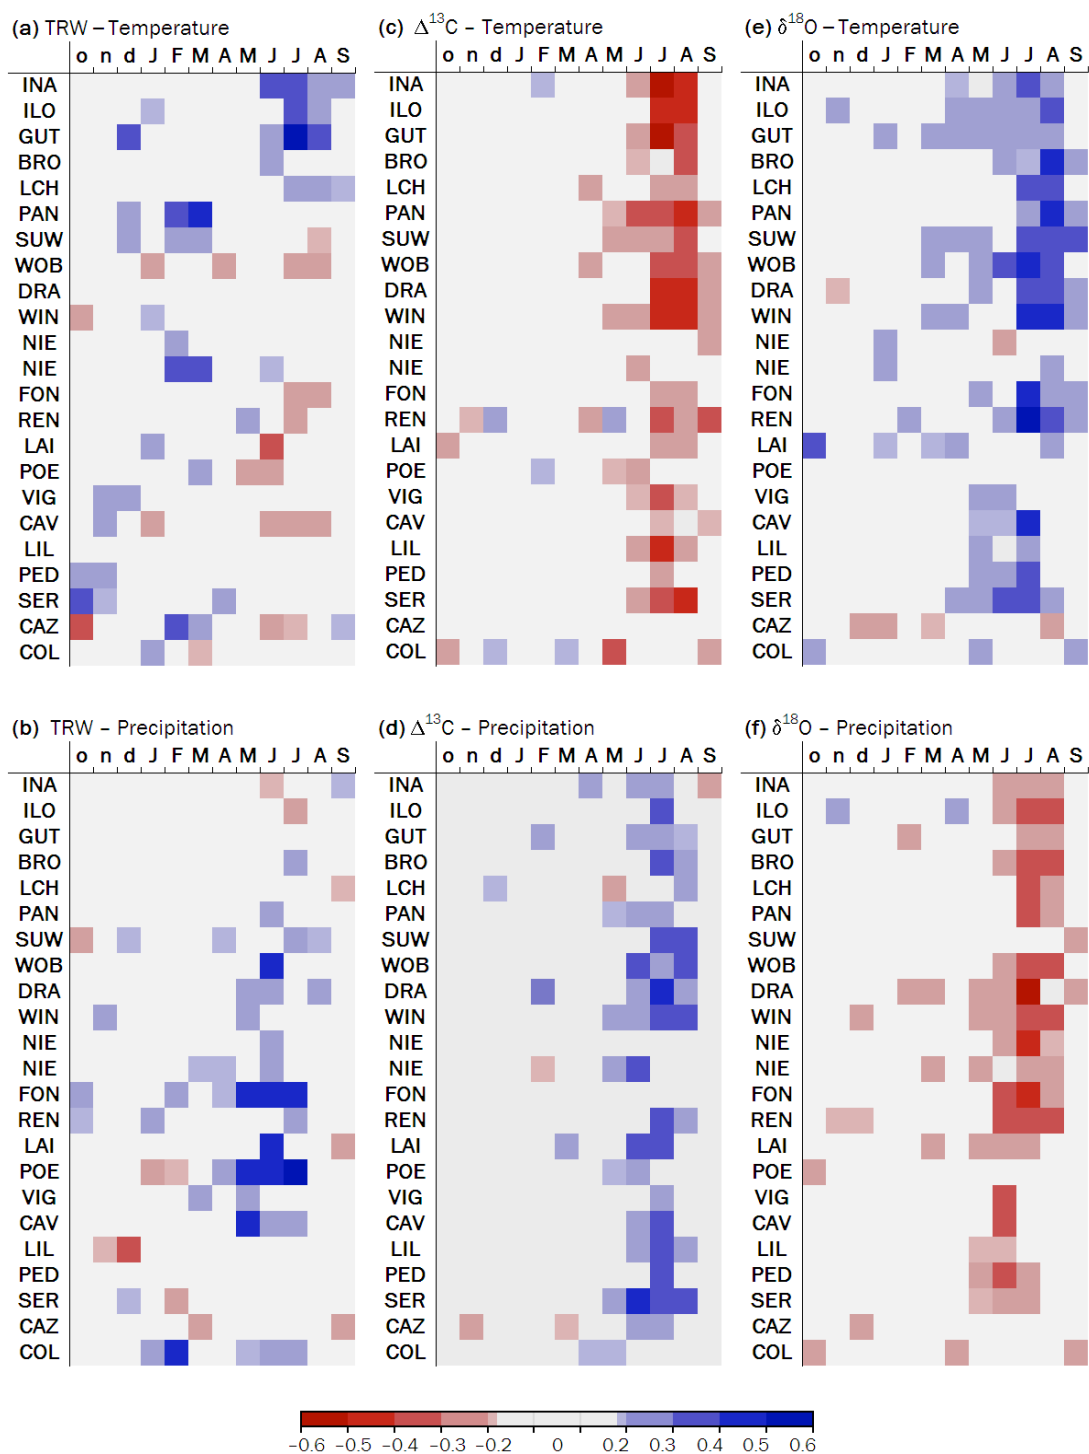 (a) TRW – Temperature
(c) Δ¹³C – Temperature
(e) δ¹⁸O – Temperature
o n d J F M A M J J A S
o n d J F M A M J J A S
o n d J F M A M J J A S
INA INA INA
ILO ILO ILO
GUT GUT GUT
BRO BRO BRO
LCH LCH LCH
PAN PAN PAN
SUW SUW SUW
WOB WOB WOB
DRA DRA DRA
WIN WIN WIN
NIE NIE NIE
NIE NIE NIE
FON FON FON
REN REN REN
LAI LAI LAI
POE POE POE
VIG VIG VIG
CAV CAV CAV
LIL LIL LIL
PED PED PED
SER SER SER
CAZ CAZ CAZ
COL COL COL
(b) TRW – Precipitation
(d) Δ¹³C – Precipitation
(f) δ¹⁸O – Precipitation
o n d J F M A M J J A S
o n d J F M A M J J A S
o n d J F M A M J J A S
INA INA INA
ILO ILO ILO
GUT GUT GUT
BRO BRO BRO
LCH LCH LCH
PAN PAN PAN
SUW SUW SUW
WOB WOB WOB
DRA DRA DRA
WIN WIN WIN
NIE NIE NIE
NIE NIE NIE
FON FON FON
REN REN REN
LAI LAI LAI
POE POE POE
VIG VIG VIG
CAV CAV CAV
LIL LIL LIL
PED PED PED
SER SER SER
CAZ CAZ CAZ
COL COL COL
−0.6 −0.5 −0.4 −0.3 −0.2 0 0.2 0.3 0.4 0.5 0.6